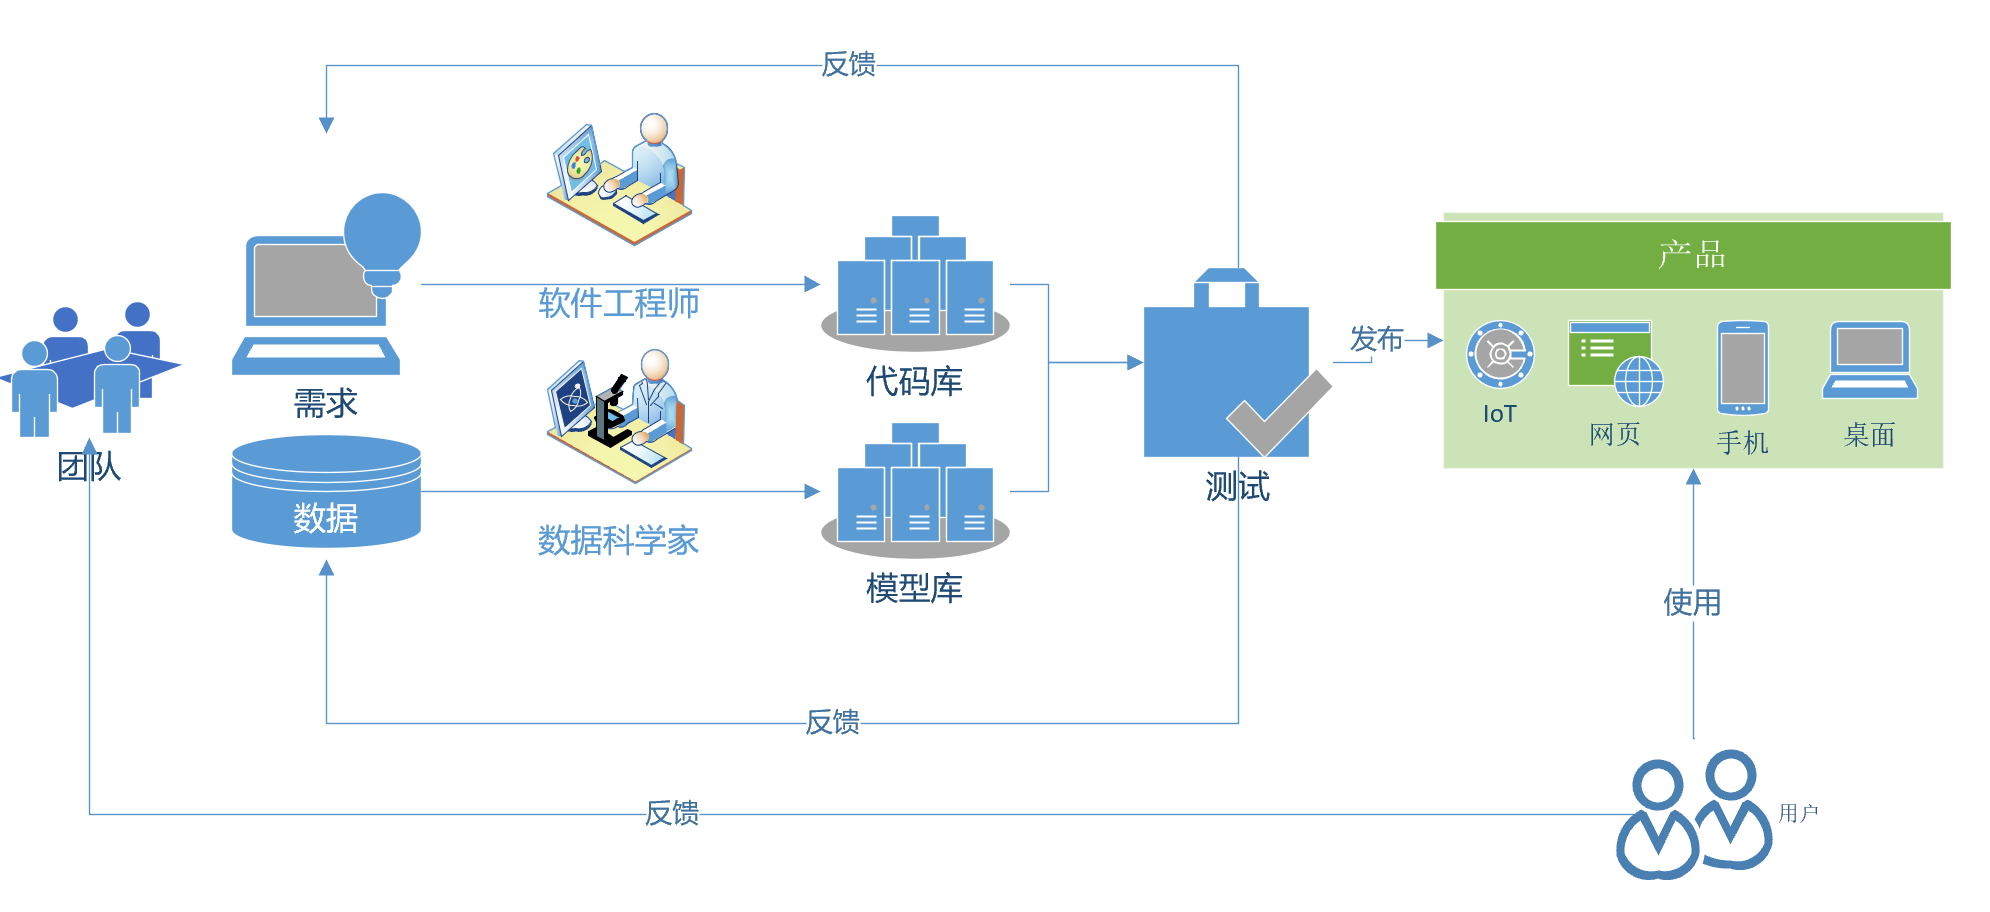 反馈
软件工程师
代码库
需求
团队
数据
数据科学家
模型库
测试
发布
产品
IoT
网页
手机
桌面
使用
反馈
反馈
用户